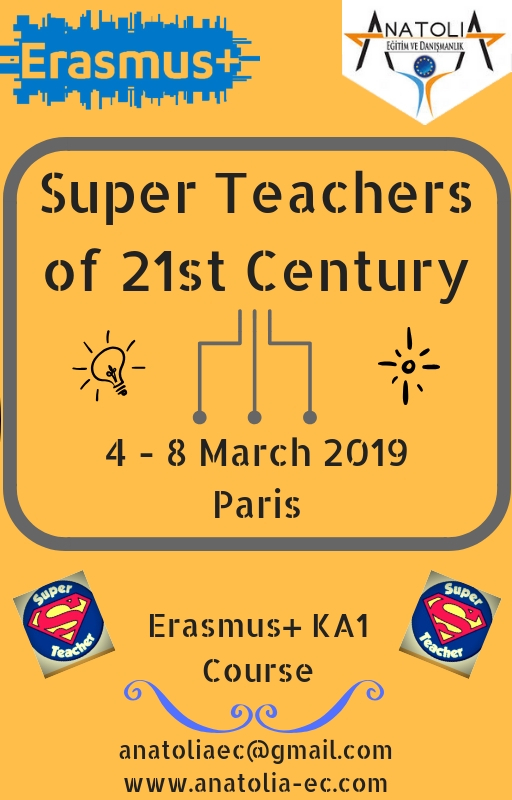 Erasmus+
ANATOLIA
EĞİTİM VE DANIŞMANLIK
Super Teachers
of 21st Century
4 - 8 March 2019
Paris
Super
Teacher
Super
Teacher
Erasmus+ KA1
Course
anatoliaec@gmail.com
www.anatolia-ec.com